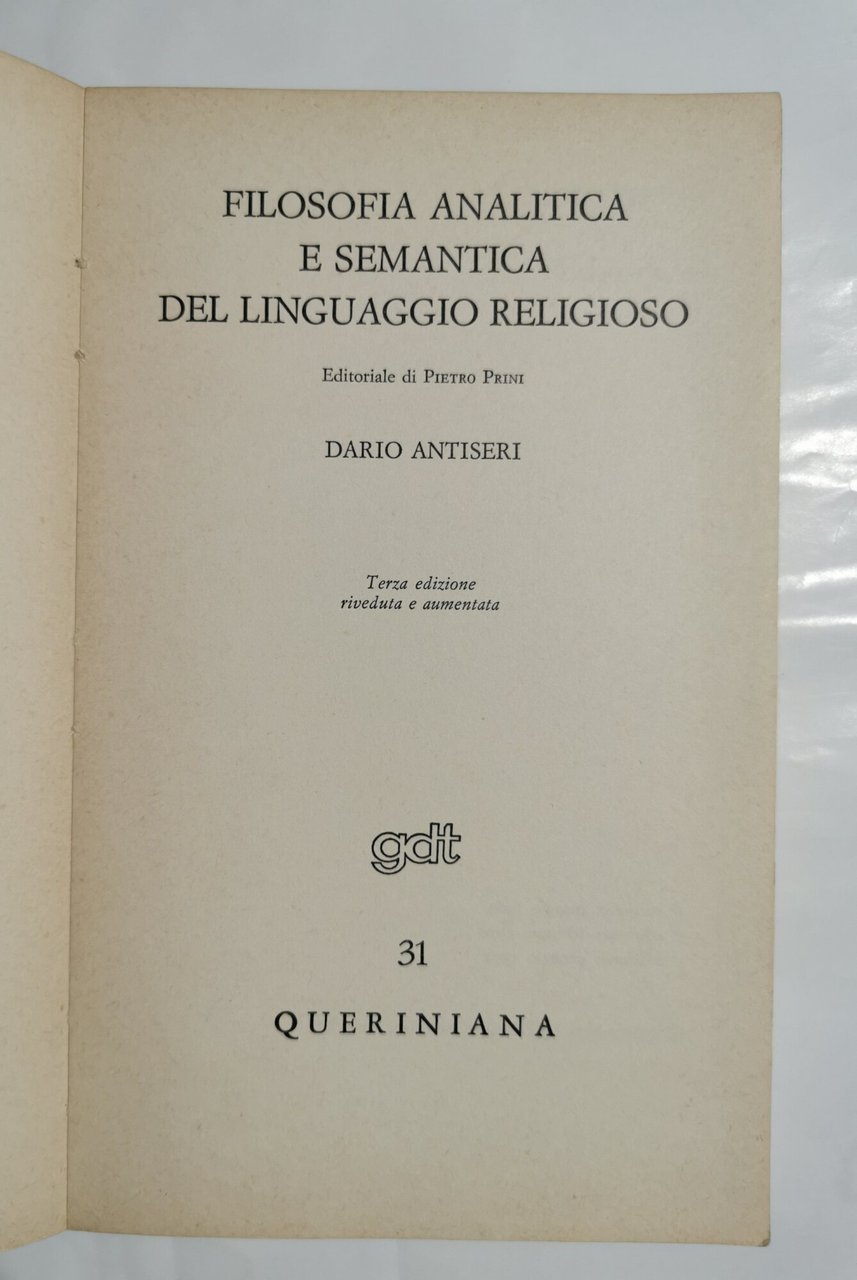 FILOSOFIA ANALITICA
E SEMANTICA
DEL LINGUAGGIO RELIGIOSO
Editoriale di PIETRO PRINI
DARIO ANTISERI
Terza edizione
riveduta e aumentata
gdt
31
QUERINIANA